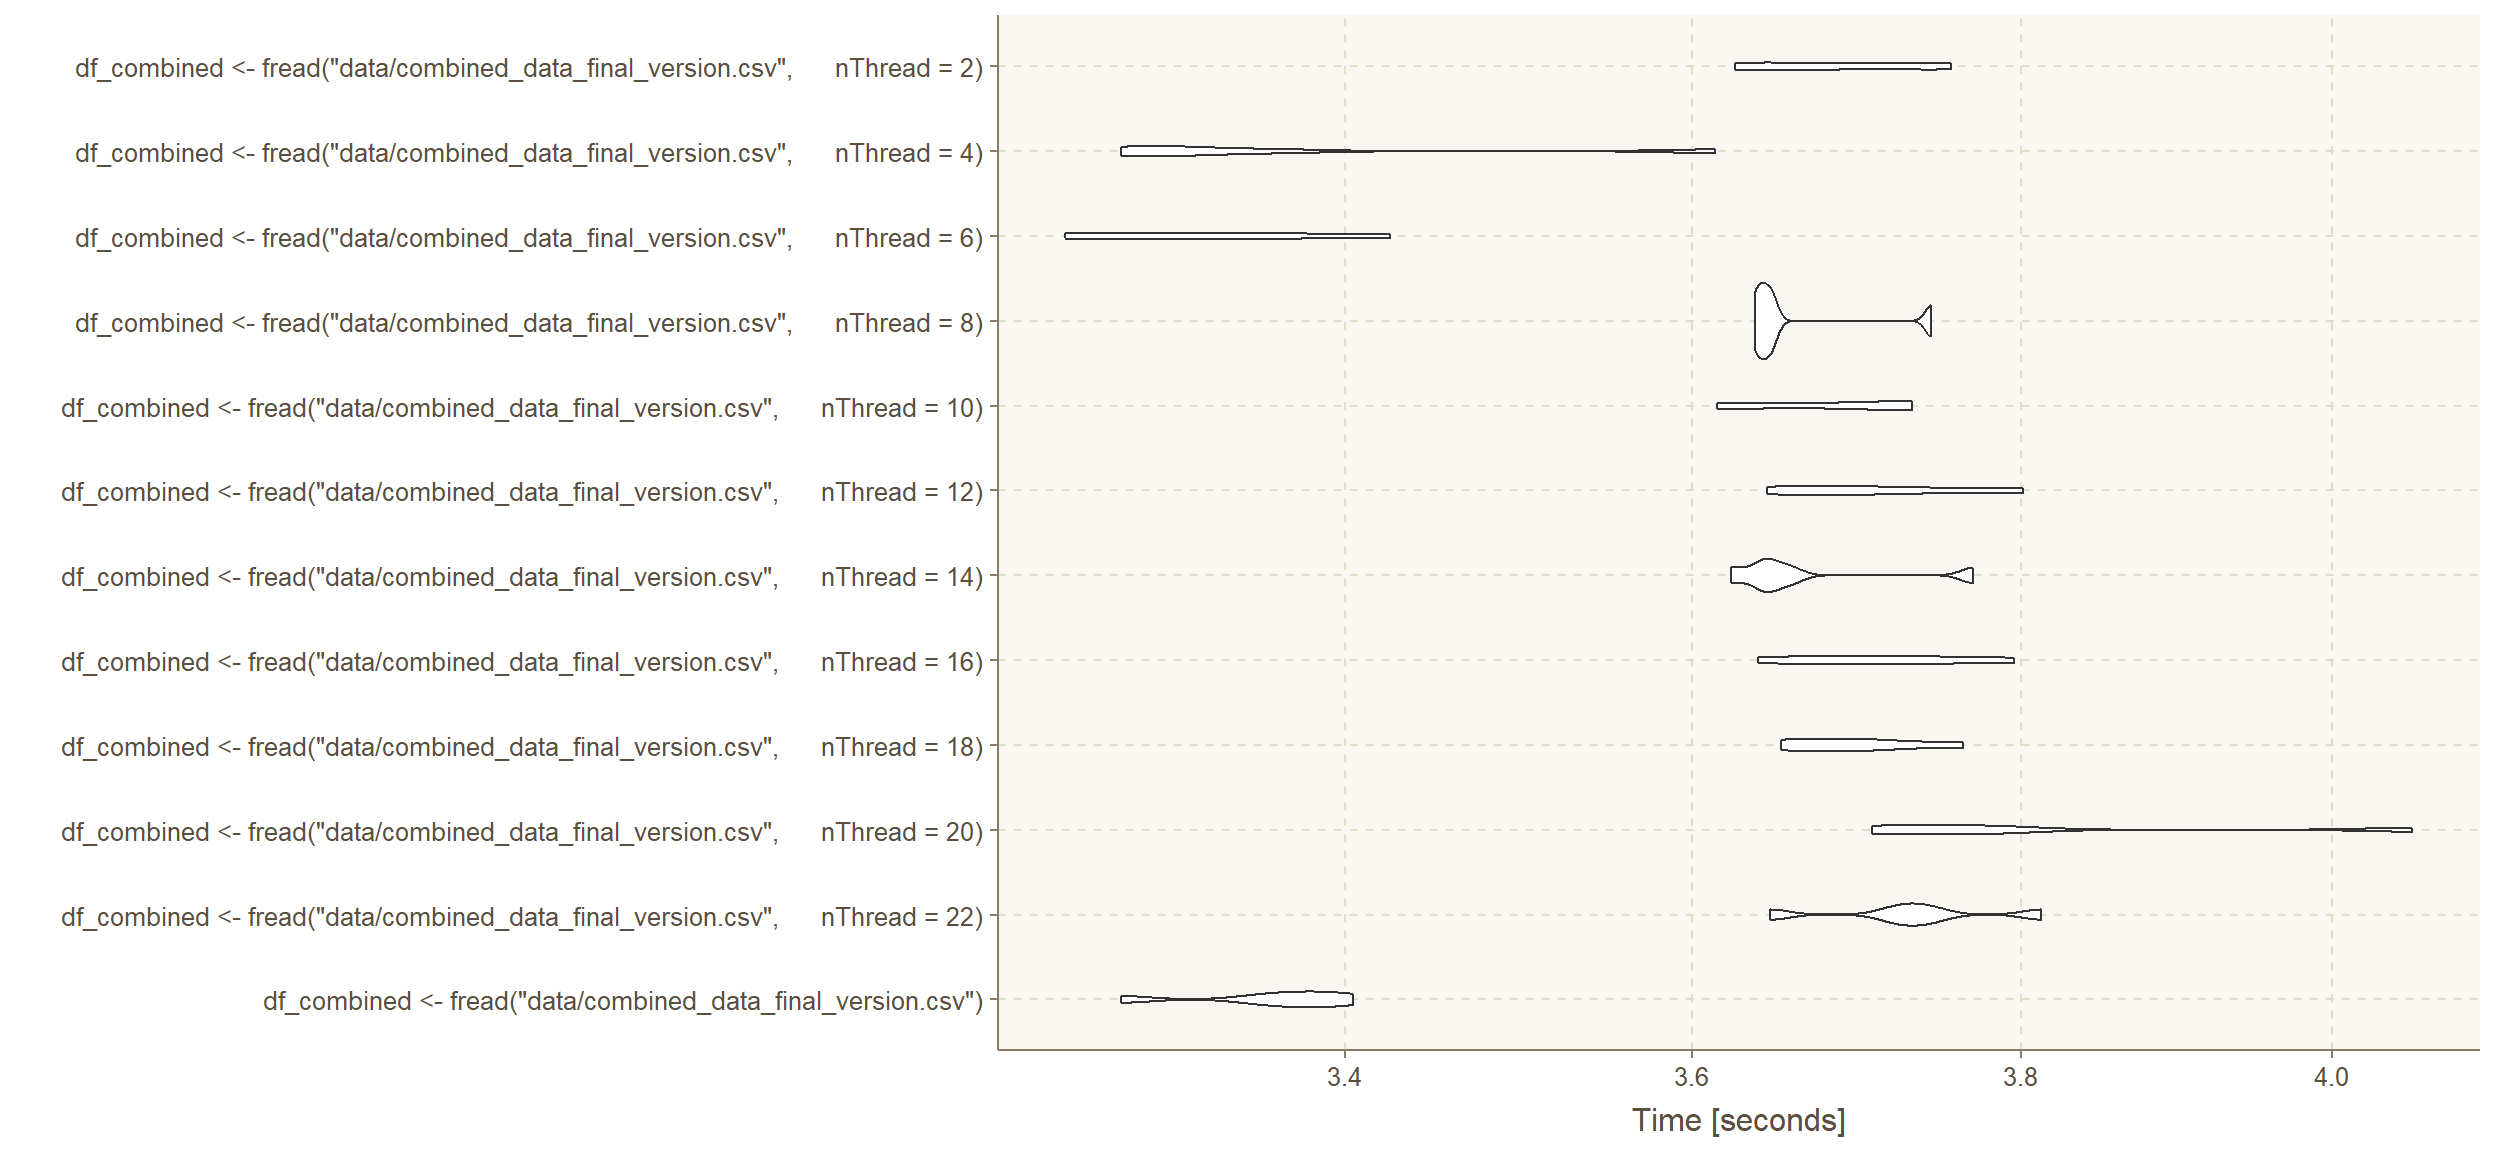 df_combined <- fread("data/combined_data_final_version.csv",      nThread = 2)
df_combined <- fread("data/combined_data_final_version.csv",      nThread = 4)
df_combined <- fread("data/combined_data_final_version.csv",      nThread = 6)
df_combined <- fread("data/combined_data_final_version.csv",      nThread = 8)
df_combined <- fread("data/combined_data_final_version.csv",      nThread = 10)
df_combined <- fread("data/combined_data_final_version.csv",      nThread = 12)
df_combined <- fread("data/combined_data_final_version.csv",      nThread = 14)
df_combined <- fread("data/combined_data_final_version.csv",      nThread = 16)
df_combined <- fread("data/combined_data_final_version.csv",      nThread = 18)
df_combined <- fread("data/combined_data_final_version.csv",      nThread = 20)
df_combined <- fread("data/combined_data_final_version.csv",      nThread = 22)
df_combined <- fread("data/combined_data_final_version.csv")
3.4 3.6 3.8 4.0
Time [seconds]